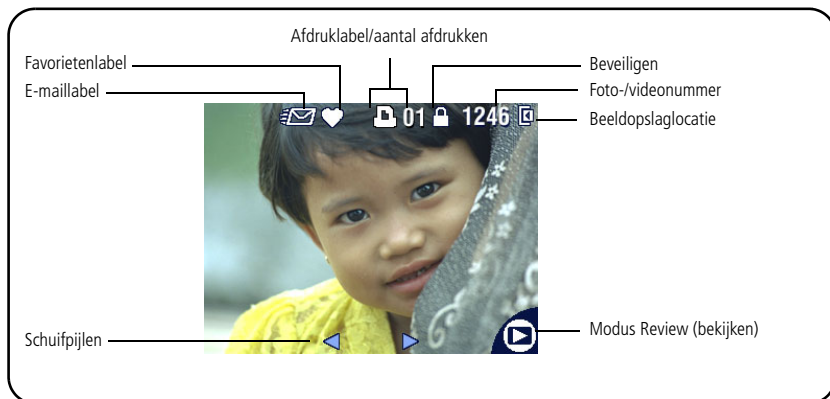 Afdruklabel/aantal afdrukken
Favorietenlabel
Beveiligen
E-maillabel
Foto-/videonummer
01 1246
Beeldopslaglocatie
Schuifpijlen
Modus Review (bekijken)